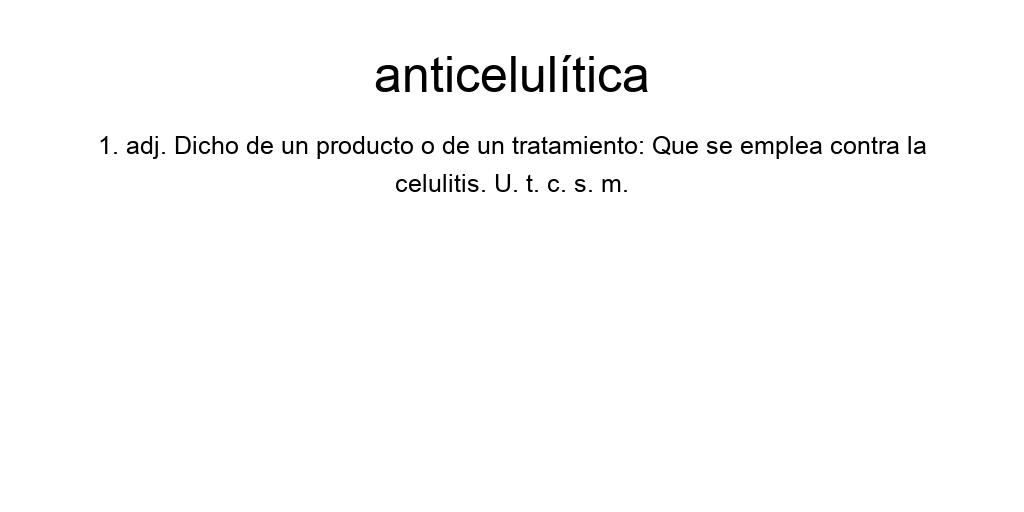 anticelulítica
1. adj. Dicho de un producto o de un tratamiento: Que se emplea contra la
celulitis. U. t. c. s. m.